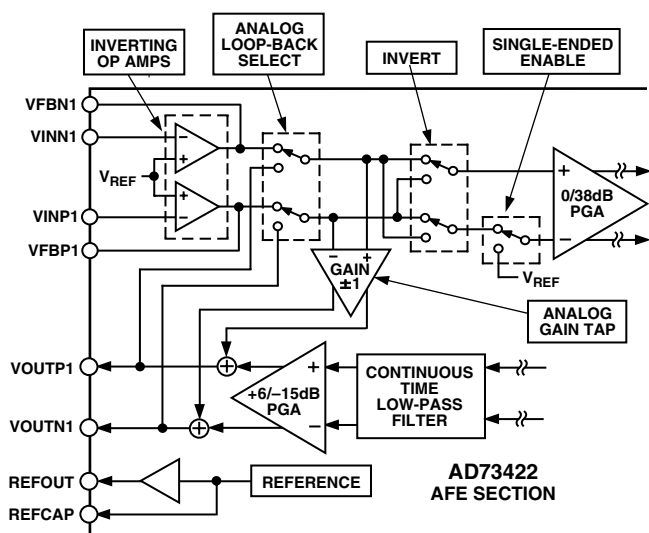 ANALOG
LOOP-BACK
SELECT
INVERTING
OP AMPS
INVERT
SINGLE-ENDED
ENABLE
VFBN1
VINN1
VREF
VINP1
VFBP1
−
+
+
−
+
−
0/38dB
PGA
VREF
− +
GAIN
±1
ANALOG
GAIN TAP
VOUTP1
VOUTN1
+
+
+
+6/−15dB
PGA
−
CONTINUOUS
TIME
LOW-PASS
FILTER
REFOUT
REFCAP
REFERENCE
AD73422
AFE SECTION